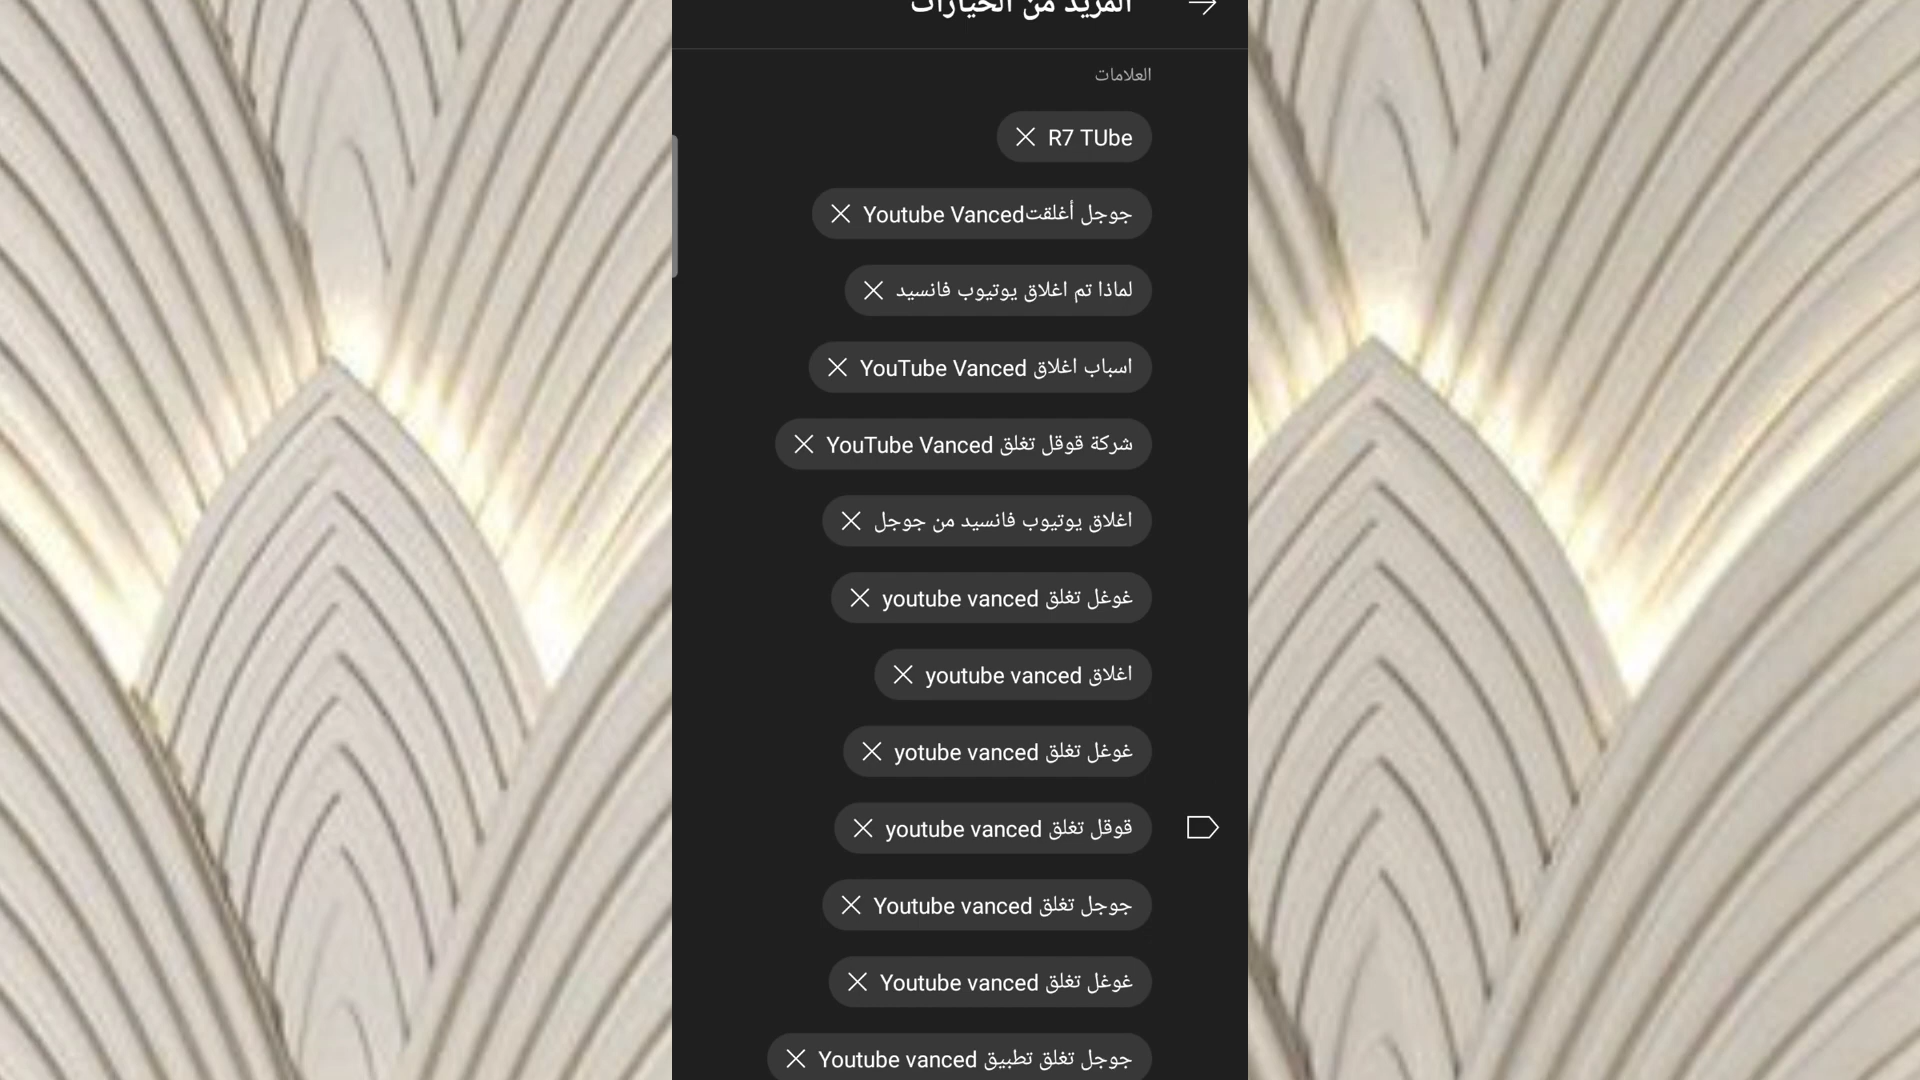 المزيد من الخيارات
العلامات
R7 TUbe
جوجل أغلقتYoutube Vanced
لماذا تم اغلاق يوتيوب فانسيد
اسباب اغلاق YouTube Vanced
شركة قوقل تغلق YouTube Vanced
اغلاق يوتيوب فانسيد من جوجل
غوغل تغلق youtube vanced
اغلاق youtube vanced
غوغل تغلق yotube vanced
قوقل تغلق youtube vanced
جوجل تغلق Youtube vanced
غوغل تغلق Youtube vanced
جوجل تغلق تطبيق Youtube vanced